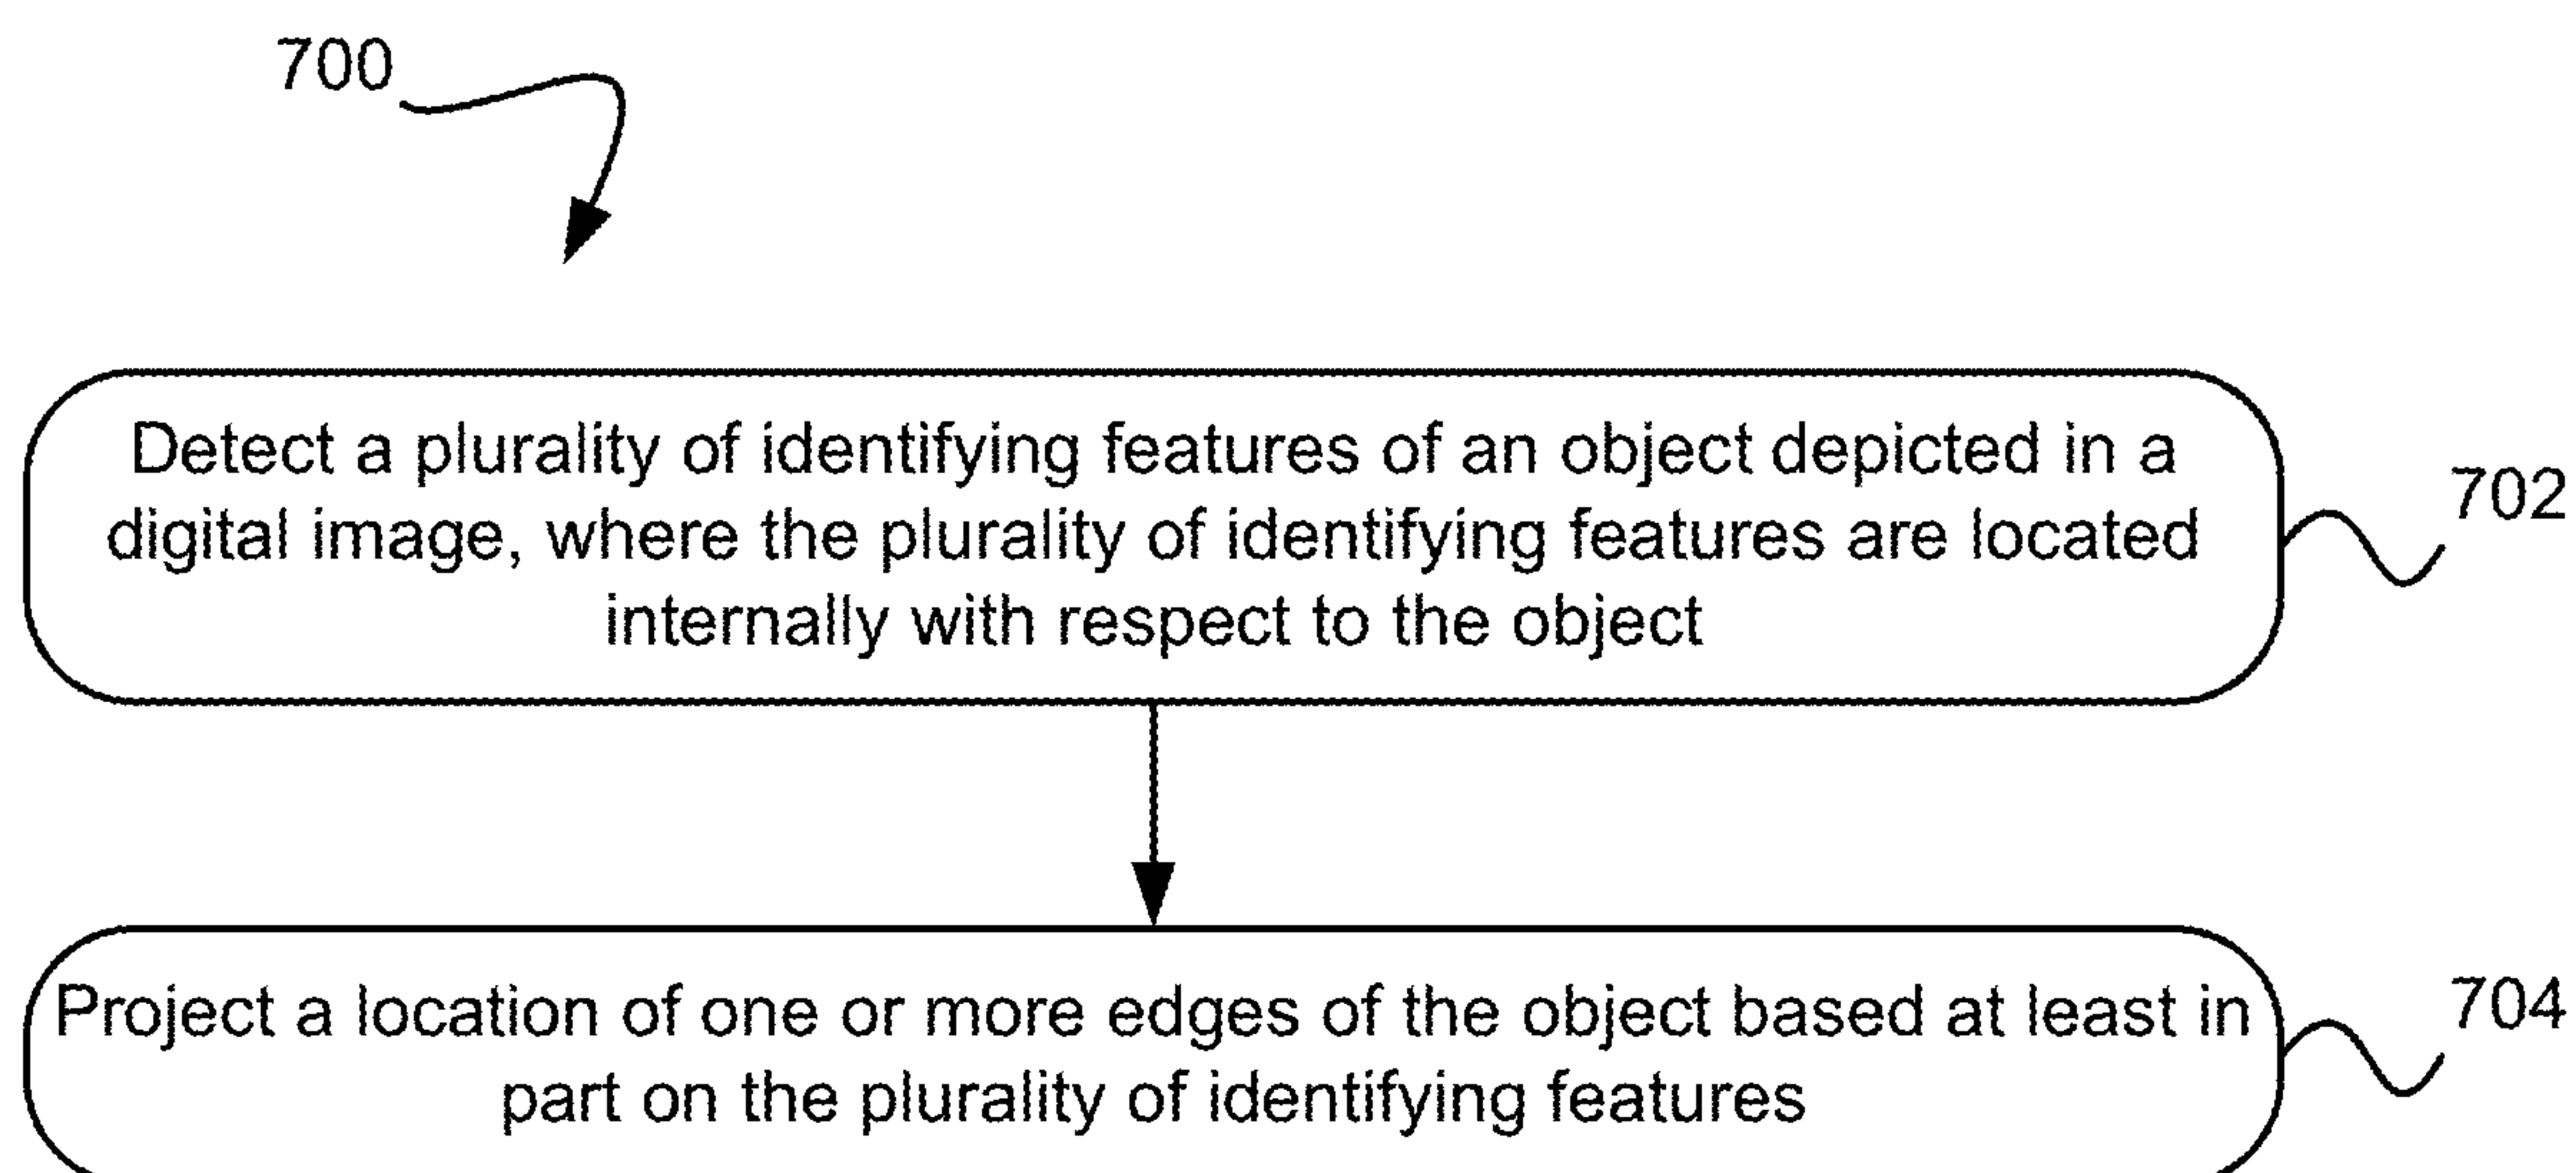 700
Detect a plurality of identifying features of an object depicted in a
digital image, where the plurality of identifying features are located
internally with respect to the object
702
Project a location of one or more edges of the object based at least in
part on the plurality of identifying features
704